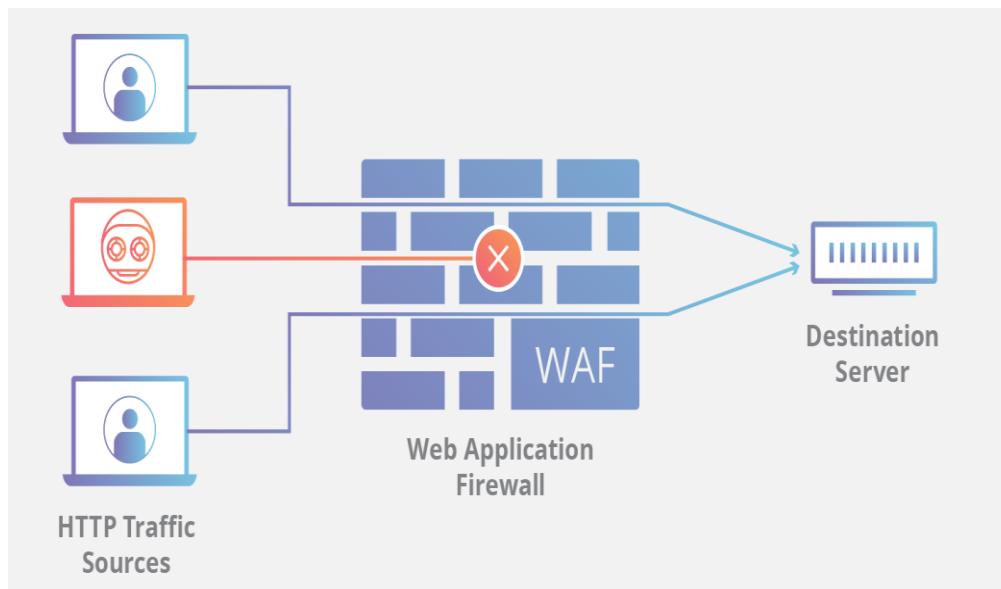 WAF
Web Application
Firewall
Destination
Server
HTTP Traffic
Sources